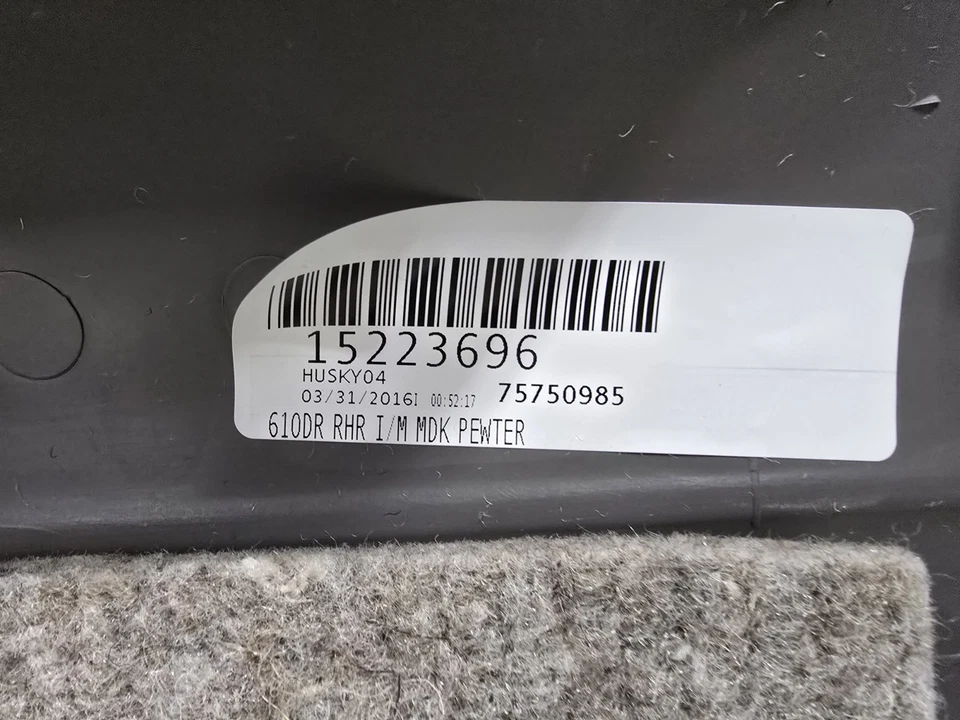 15223696
HUSKY04
03/31/2016I 00:52:17 75750985
610DR RHR I/M MDK PEWTER